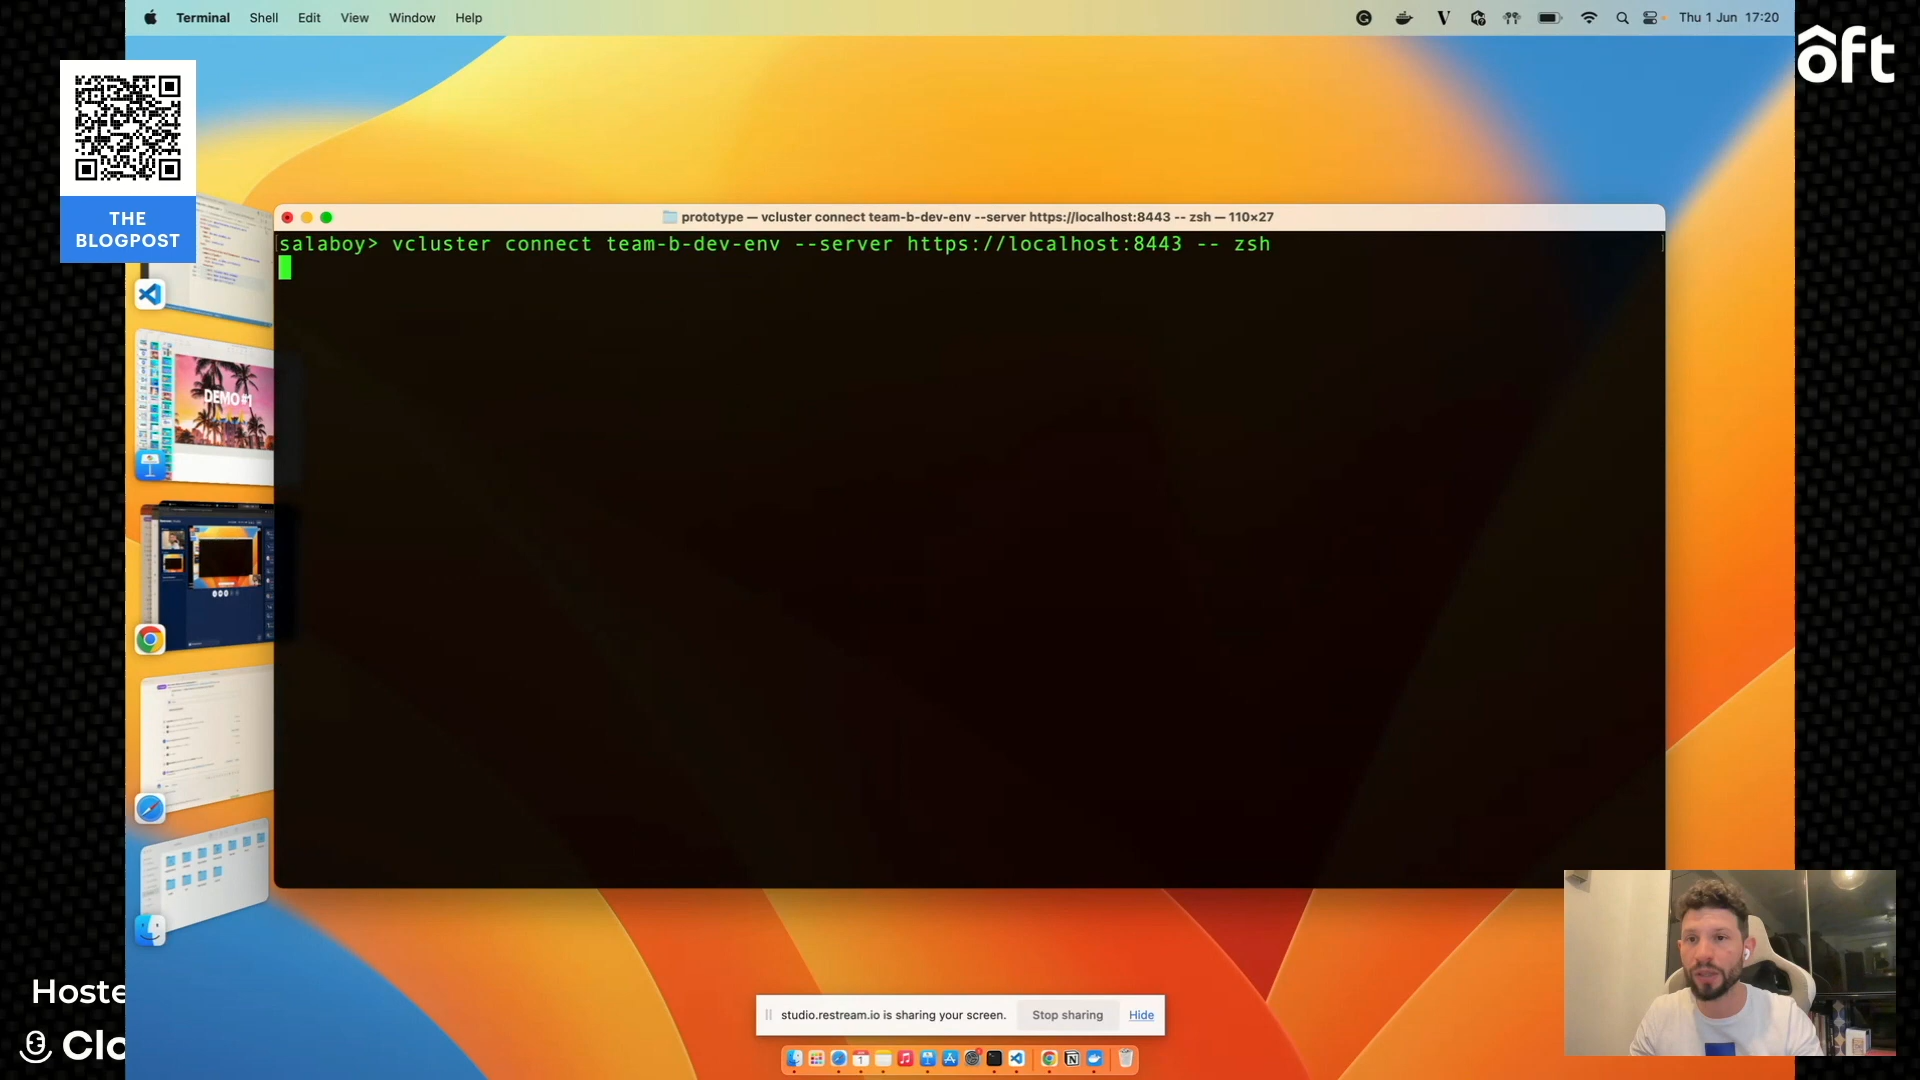 Terminal Shell Edit View Window Help
Thu 1 Jun 17:20
ôft
THE
BLOGPOST
prototype — vcluster connect team-b-dev-env --server https://localhost:8443 -- zsh — 110×27
salaboy> vcluster connect team-b-dev-env --server https://localhost:8443 -- zsh
DEMO #1
Hoste
Clo
studio.restream.io is sharing your screen.
Stop sharing
Hide